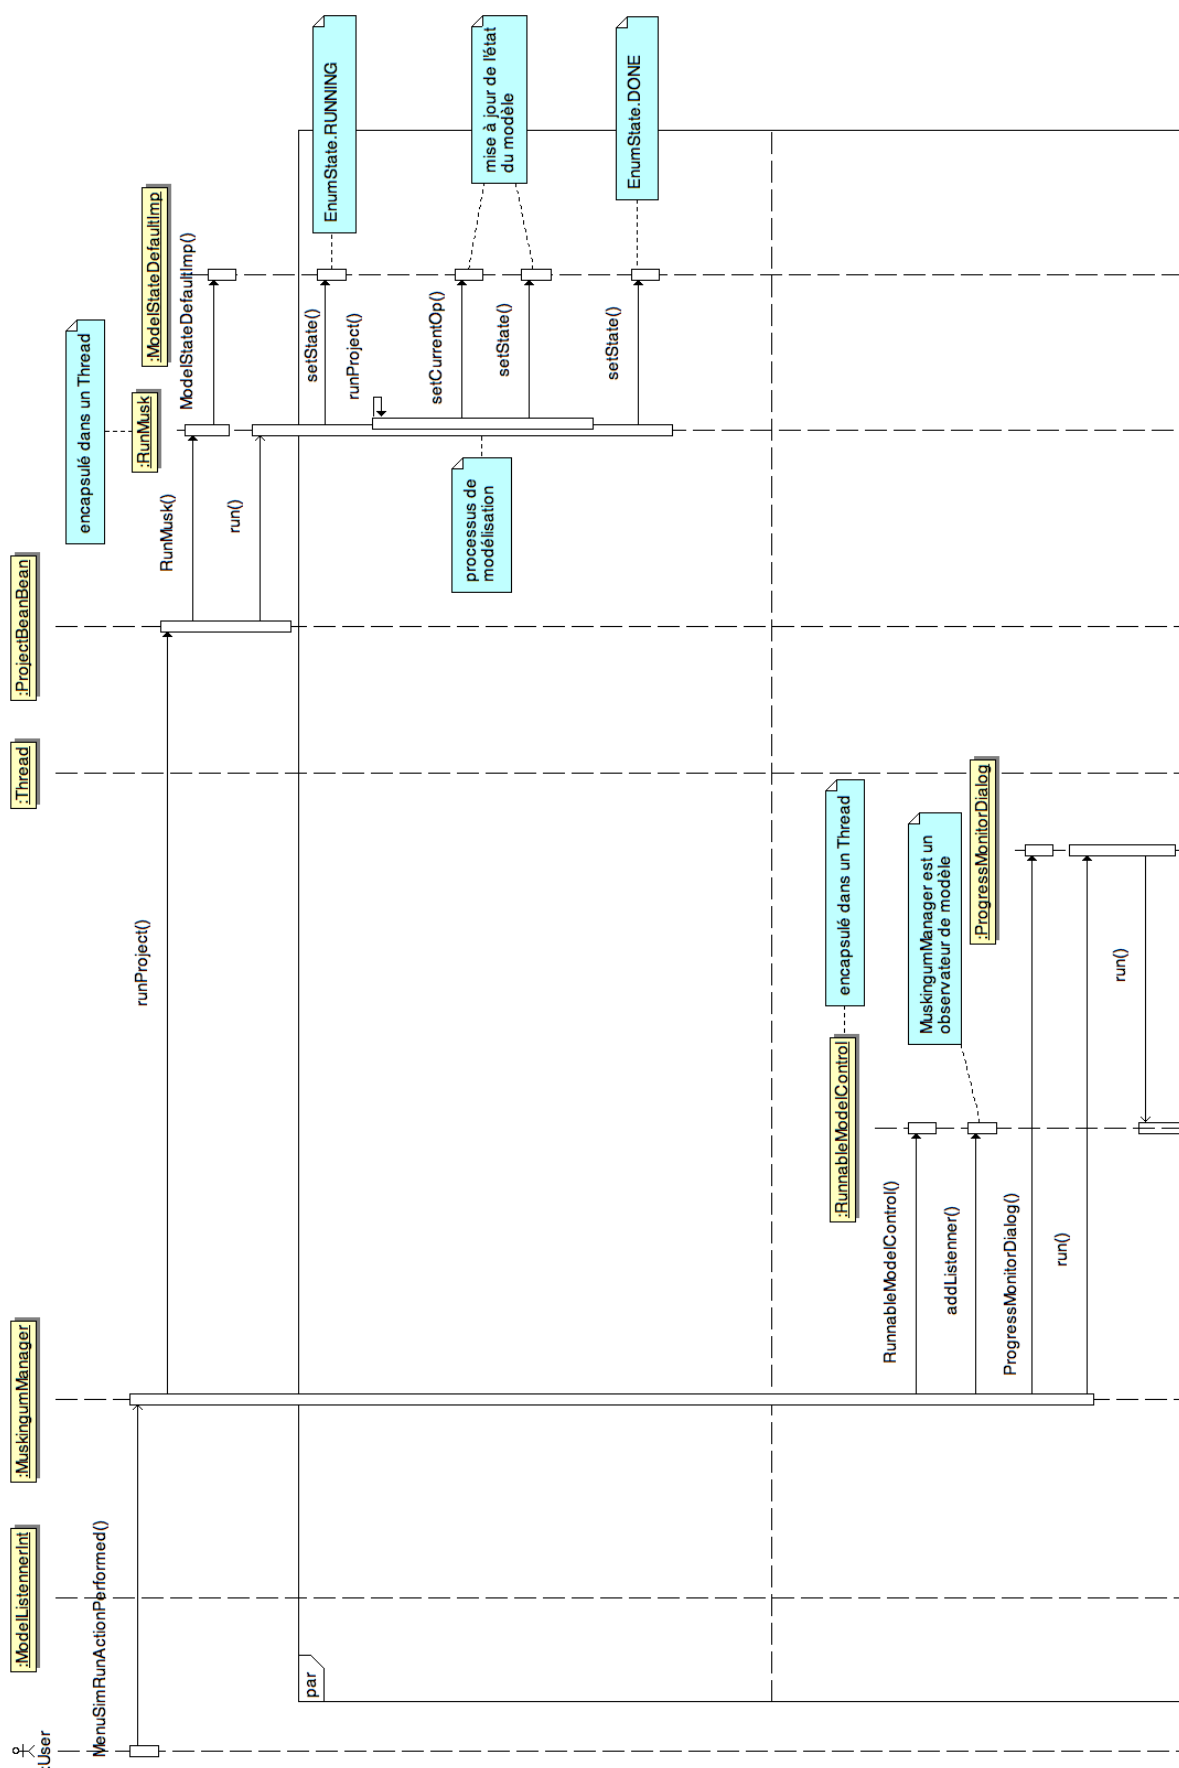 :User
:ModelListennerInt
:MuskingumManager
:Thread
:ProjectBeanBean
MenuSimRunActionPerformed()
runProject()
encapsulé dans un Thread
:RunMusk
RunMusk()
:ModelStateDefaultImp
ModelStateDefaultImp()
run()
par
setState()
EnumState.RUNNING
runProject()
processus de
modélisation
setCurrentOp()
mise à jour de l'état
du modèle
setState()
setState()
EnumState.DONE
:RunnableModelControl
encapsulé dans un Thread
RunnableModelControl()
MuskingumManager est un
observateur de modèle
addListenner()
:ProgressMonitorDialog
ProgressMonitorDialog()
run()
run()